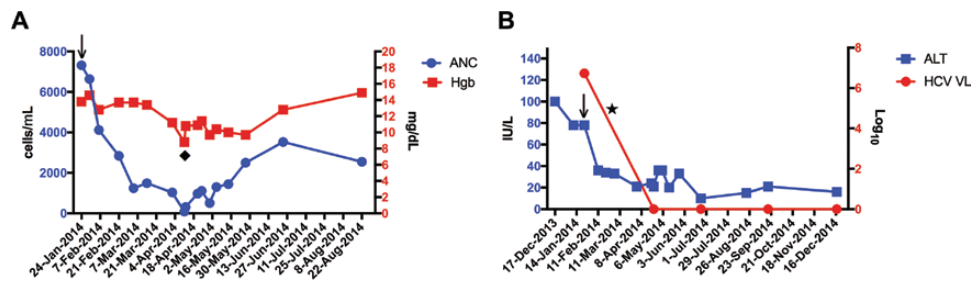 A
cells/mL
8000
6000
4000
2000
0
20
18
16
14
12
10
8
6
4
2
0
mg/dL
ANC
Hgb
24-Jan-2014
7-Feb-2014
21-Feb-2014
7-Mar-2014
21-Mar-2014
4-Apr-2014
18-Apr-2014
2-May-2014
16-May-2014
30-May-2014
13-Jun-2014
27-Jun-2014
11-Jul-2014
25-Jul-2014
8-Aug-2014
22-Aug-2014
B
IU/L
140
120
100
80
60
40
20
0
8
6
4
2
0
Log10
ALT
HCV VL
17-Dec-2013
14-Jan-2014
11-Feb-2014
11-Mar-2014
8-Apr-2014
6-May-2014
3-Jun-2014
1-Jul-2014
29-Jul-2014
26-Aug-2014
23-Sep-2014
21-Oct-2014
18-Nov-2014
16-Dec-2014